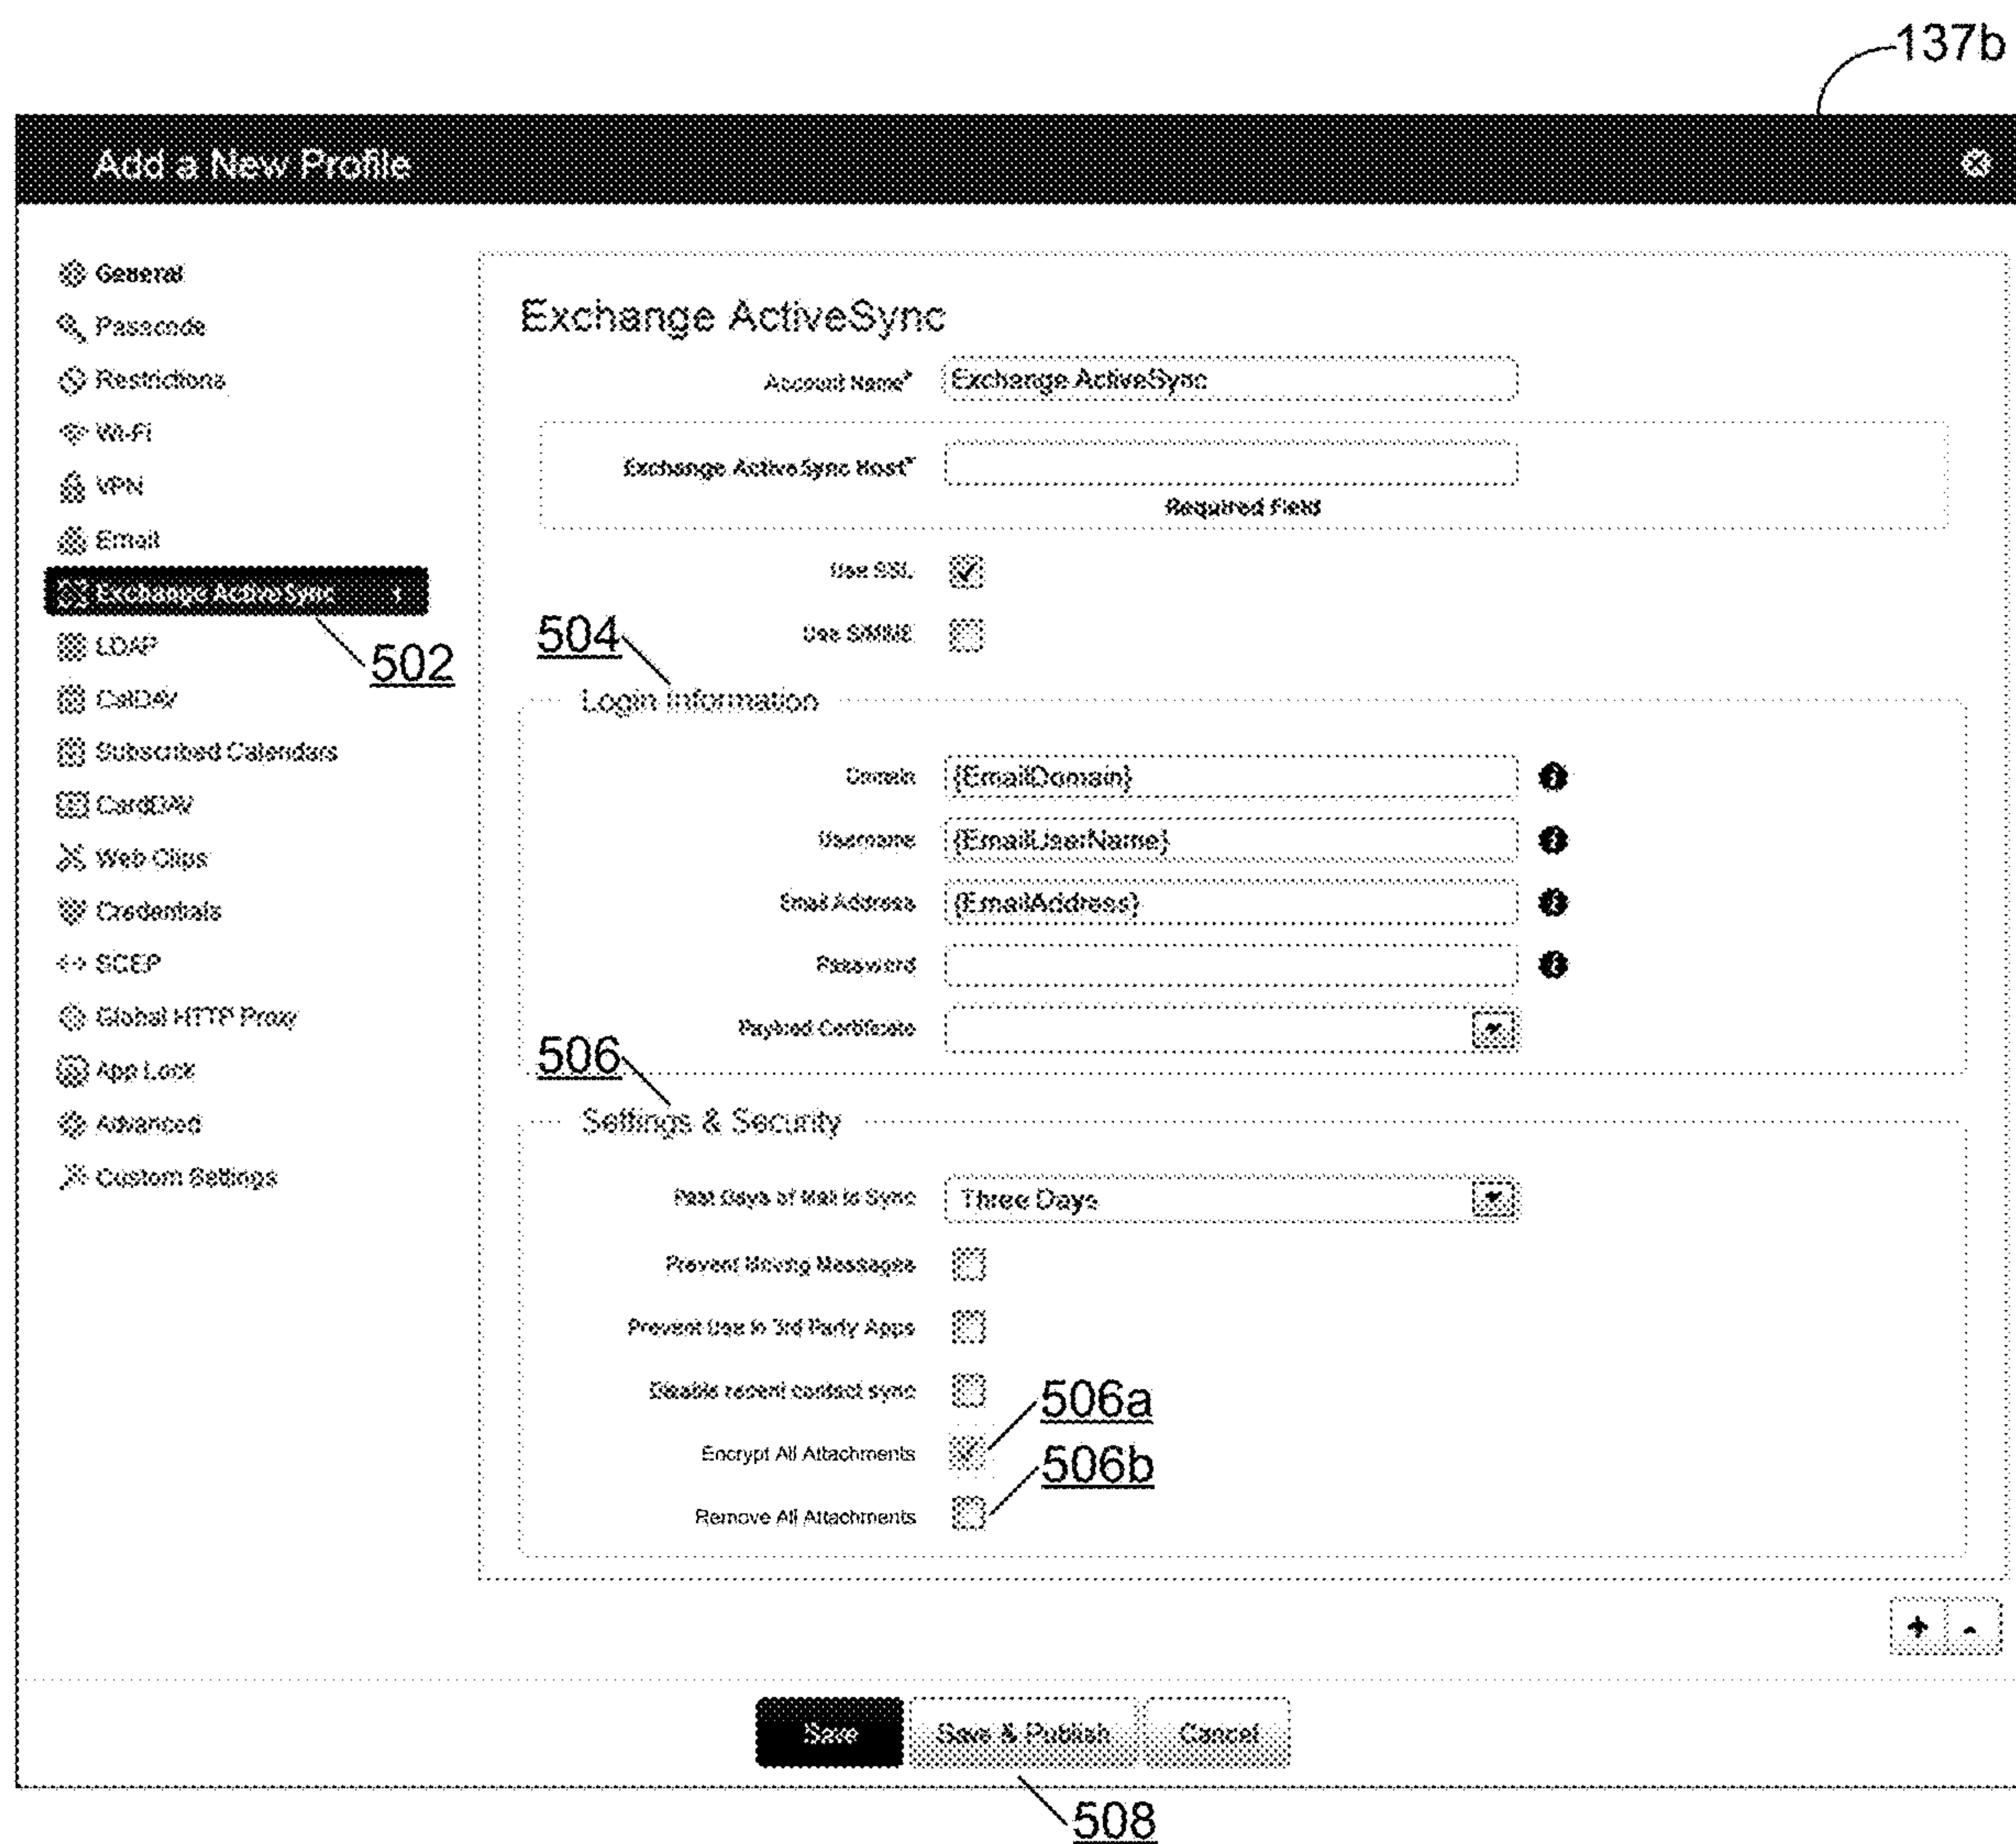 137b
Add a New Profile
General
Passcode
Restrictions
Wi-Fi
VPN
Email
Exchange ActiveSync
502
LDAP
CalDAV
Subscribed Calendars
CardDAV
Web Clips
Credentials
SCEP
Global HTTP Proxy
App Lock
Advanced
Custom Settings
Exchange ActiveSync
Account Name* Exchange ActiveSync
Exchange ActiveSync Host*
Required Field
Use SSL
Use S/MIME
504
Login Information
Domain {EmailDomain}
Username {EmailUserName}
Email Address {EmailAddress}
Password
Payload Certificate
506
Settings & Security
Past Days of Mail to Sync Three Days
Prevent Moving Messages
Prevent Use in 3rd Party Apps
Disable recent contact sync
Encrypt All Attachments 506a
Remove All Attachments 506b
+ -
Save Save & Publish Cancel
508